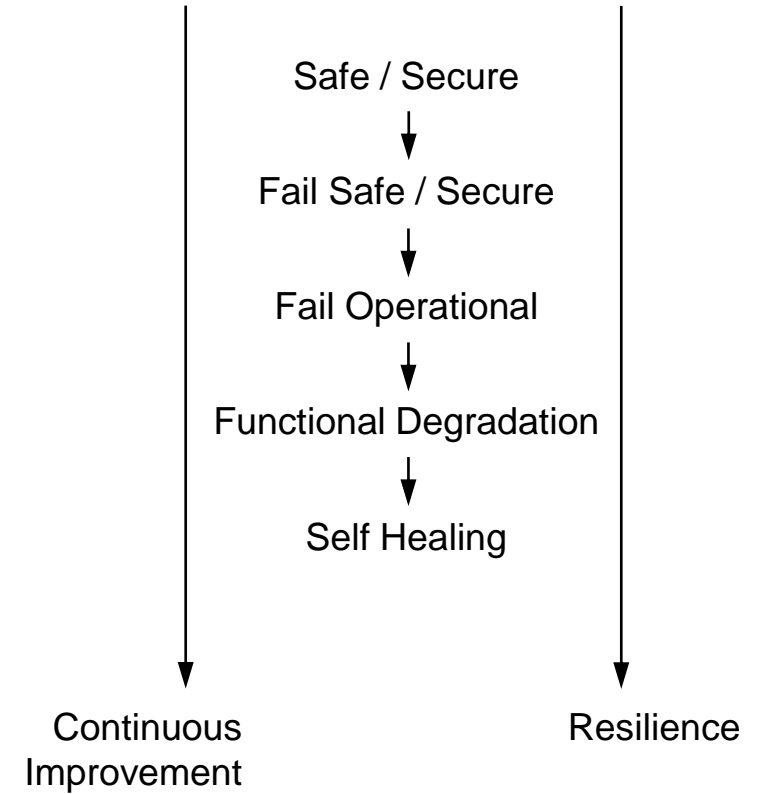 Safe / Secure
Fail Safe / Secure
Fail Operational
Functional Degradation
Self Healing
Continuous
Improvement
Resilience